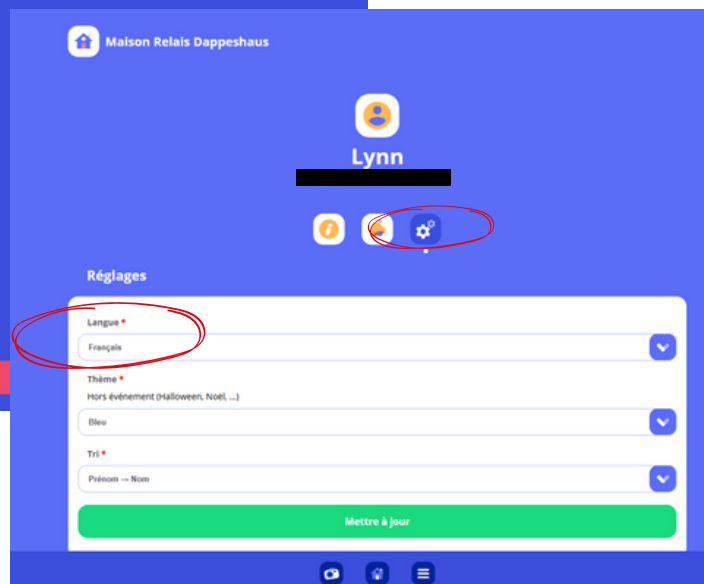 Maison Relais Dappeshaus
Lynn
Réglages
Langue *
Français
Thème *
Hors événement (Halloween, Noël, ...)
Bleu
Tri *
Prénom → Nom
Mettre à jour